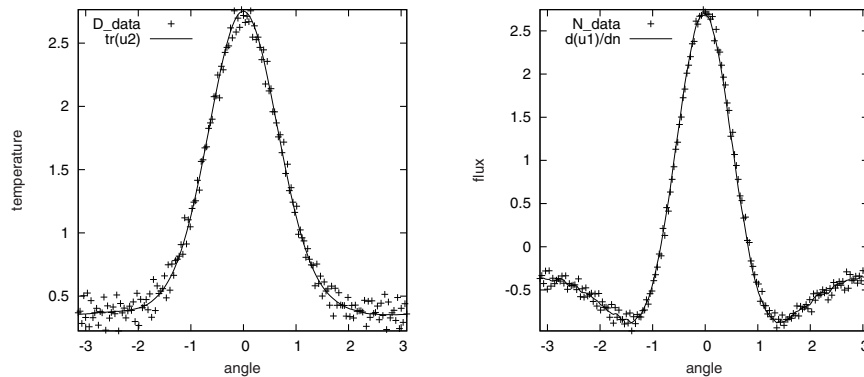 D_data
tr(u2)
2.5
2
1.5
1
0.5
temperature
-3 -2 -1 0 1 2 3
angle
N_data
d(u1)/dn
2.5
2
1.5
1
0.5
0
-0.5
flux
-3 -2 -1 0 1 2 3
angle